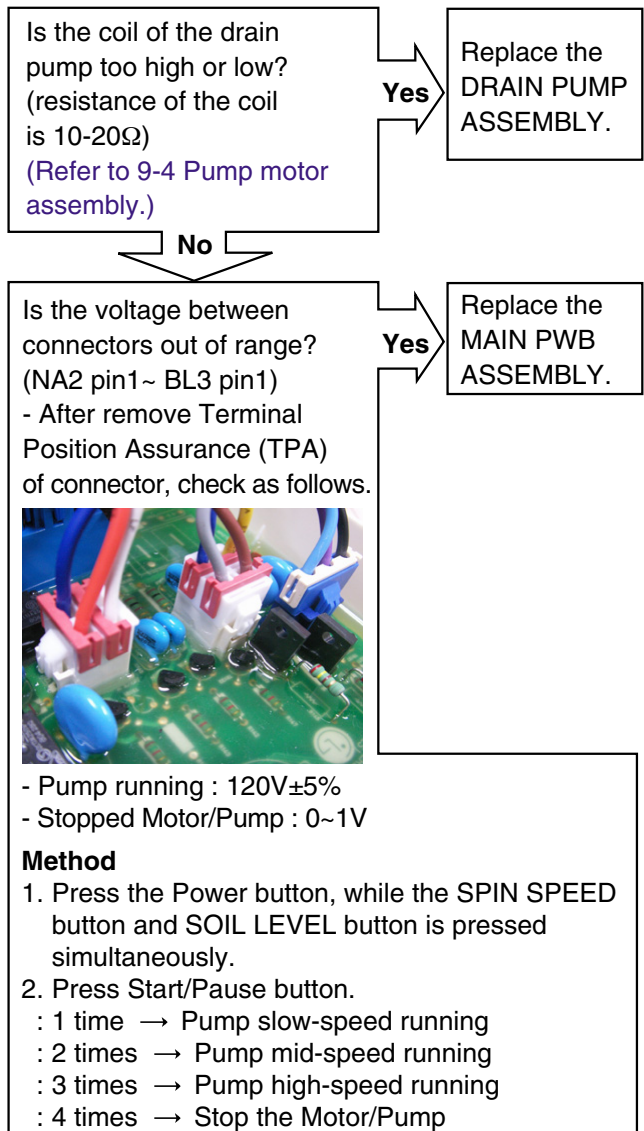 Is the coil of the drain
pump too high or low?
(resistance of the coil
is 10-20Ω)
(Refer to 9-4 Pump motor
assembly.)
Yes
Replace the
DRAIN PUMP
ASSEMBLY.
No
Is the voltage between
connectors out of range?
(NA2 pin1~ BL3 pin1)
- After remove Terminal
Position Assurance (TPA)
of connector, check as follows.
Yes
Replace the
MAIN PWB
ASSEMBLY.
- Pump running : 120V±5%
- Stopped Motor/Pump : 0~1V
Method
1. Press the Power button, while the SPIN SPEED
button and SOIL LEVEL button is pressed
simultaneously.
2. Press Start/Pause button.
: 1 time → Pump slow-speed running
: 2 times → Pump mid-speed running
: 3 times → Pump high-speed running
: 4 times → Stop the Motor/Pump